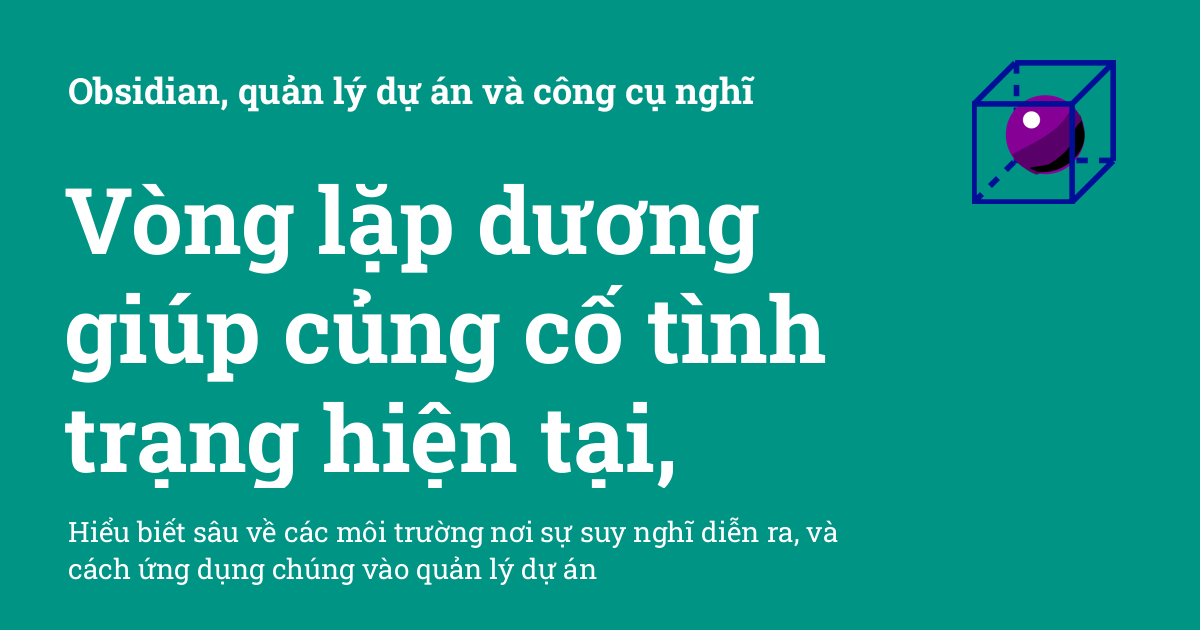 Obsidian, quản lý dự án và công cụ nghĩ
Vòng lặp dương
giúp củng cố tình
trạng hiện tại,
Hiểu biết sâu về các môi trường nơi sự suy nghĩ diễn ra, và
cách ứng dụng chúng vào quản lý dự án